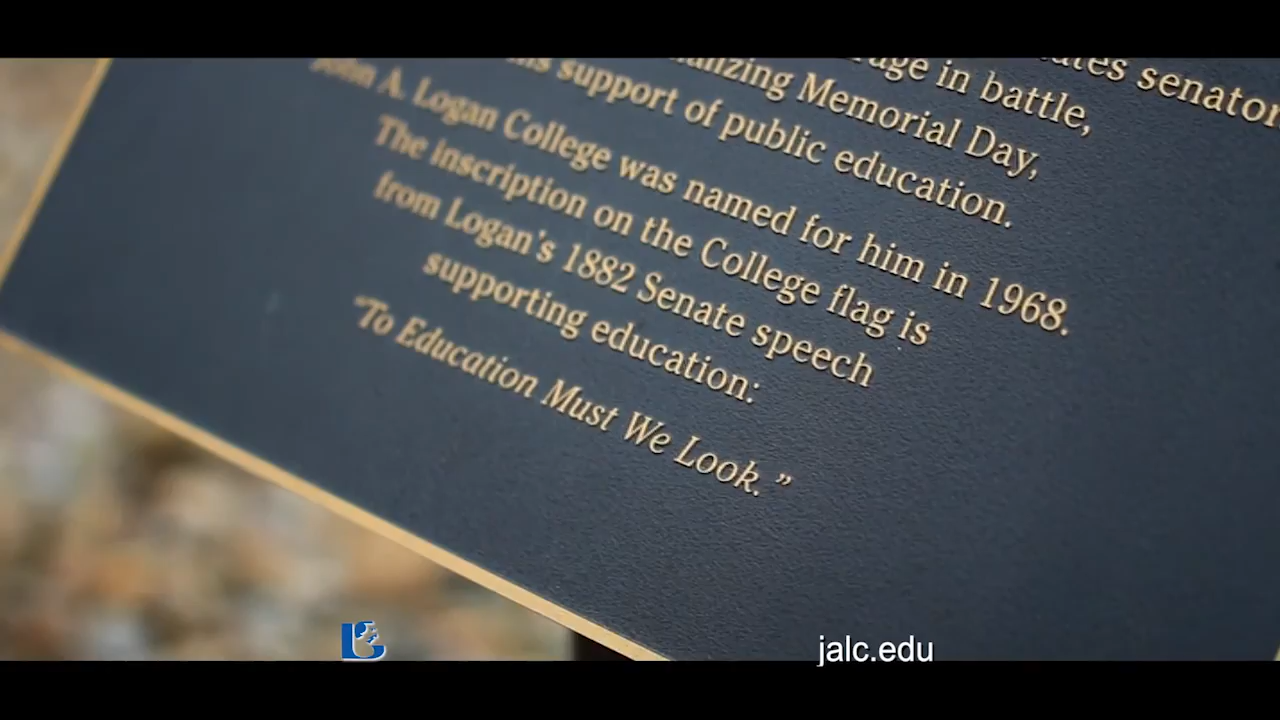 senator
in battle,
Memorial Day,
support of public education.
John A. Logan College was named for him in 1968.
The inscription on the College flag is
from Logan's 1882 Senate speech
supporting education:
“To Education Must We Look.”
jalc.edu